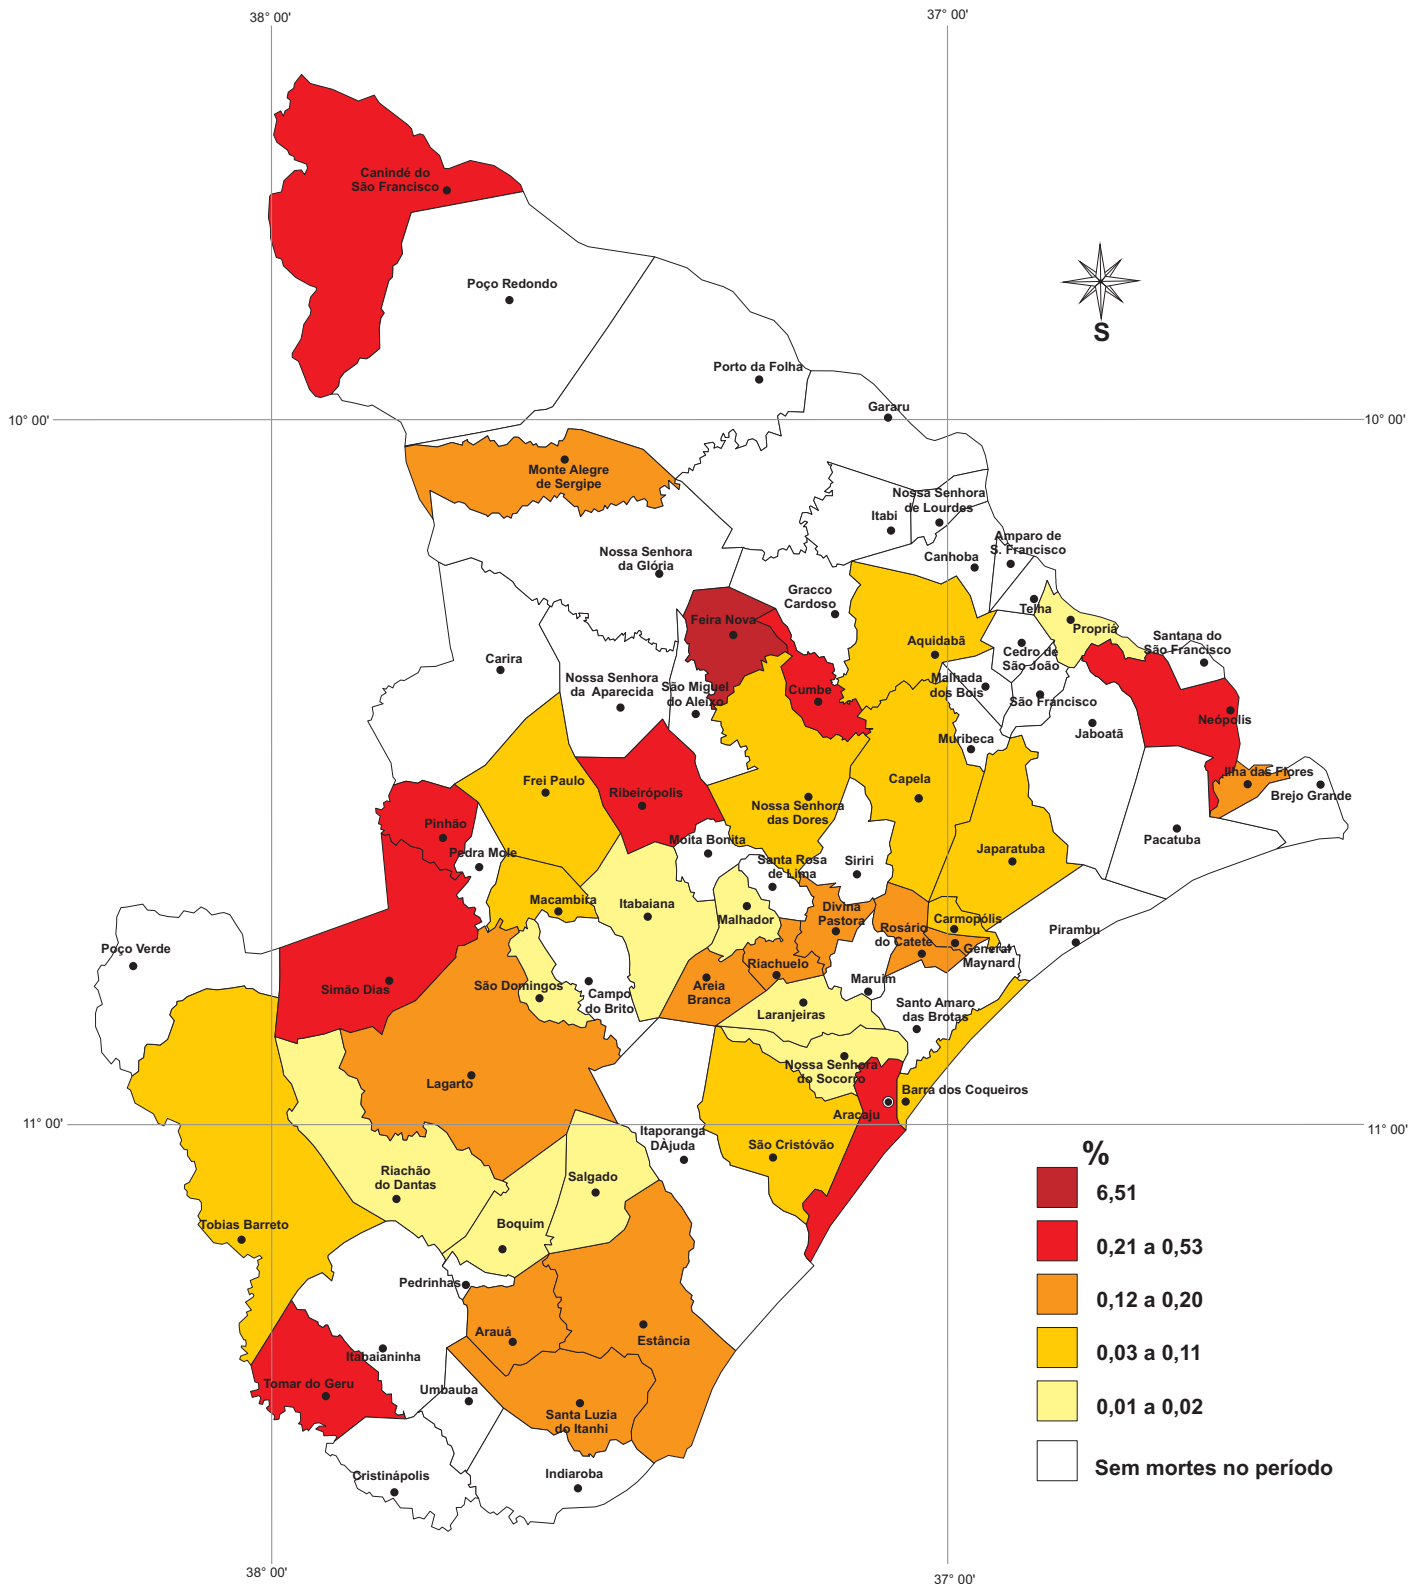 38° 00'
37° 00'
Canindé do
São Francisco
Poço Redondo
S
Porto da Folha
Gararu
10° 00'
10° 00'
Monte Alegre
de Sergipe
Nossa Senhora
de Lourdes
Itabi
Amparo de
S. Francisco
Canhoba
Nossa Senhora
da Glória
Gracco
Cardoso
Telha
Propriá
Feira Nova
Aquidabã
Santana do
São Francisco
Cedro de
São João
Carira
Nossa Senhora
da Aparecida
São Miguel
do Aleixo
Cumbe
Malhada
dos Bois
São Francisco
Neópolis
Jaboatã
Muribeca
Frei Paulo
Ribeirópolis
Capela
Ilha das Flores
Brejo Grande
Nossa Senhora
das Dores
Pinhão
Pedra Mole
Moita Bonita
Santa Rosa
de Lima
Siriri
Japaratuba
Pacatuba
Macambira
Itabaiana
Malhador
Divina
Pastora
Rosário
do Catete
Carmopólis
General
Maynard
Pirambu
Poço Verde
Simão Dias
São Domingos
Campo
do Brito
Areia
Branca
Riachuelo
Maruim
Laranjeiras
Santo Amaro
das Brotas
Lagarto
Nossa Senhora
do Socorro
Barra dos Coqueiros
Aracaju
11° 00'
11° 00'
Itaporanga
DÀjuda
São Cristóvão
Riachão
do Dantas
Salgado
Tobias Barreto
Boquim
Pedrinhas
Arauá
Estância
Itabaianinha
Tomar do Geru
Umbauba
Santa Luzia
do Itanhi
Cristinápolis
Indiaroba
%
6,51
0,21 a 0,53
0,12 a 0,20
0,03 a 0,11
0,01 a 0,02
Sem mortes no período
38° 00'
37° 00'